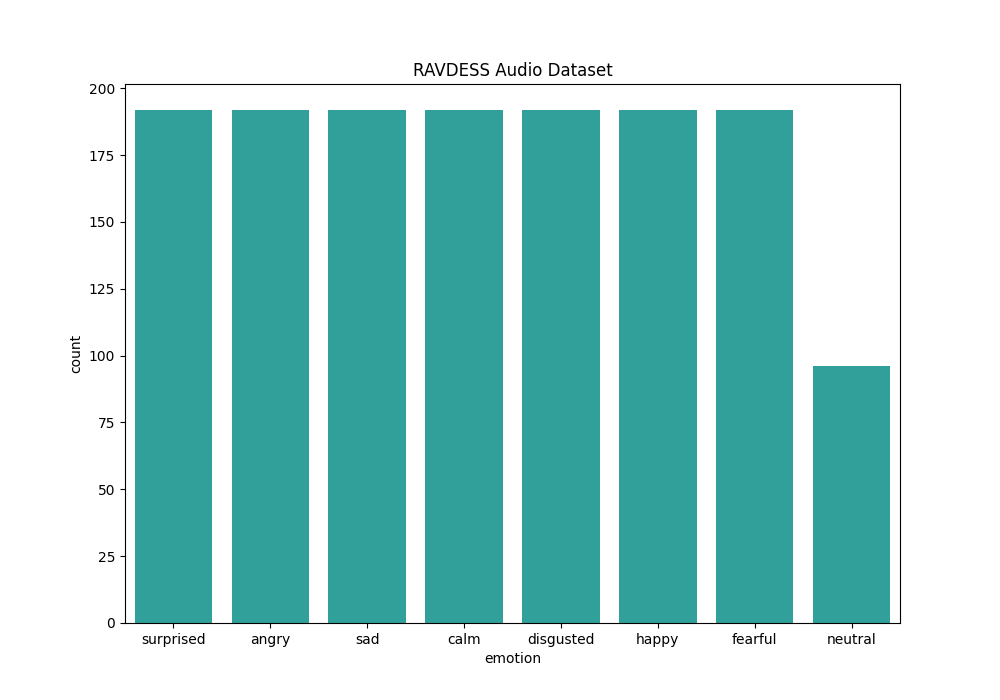 RAVDESS Audio Dataset
200
175
150
125
100
75
50
25
0
count
surprised angry sad calm disgusted happy fearful neutral
emotion